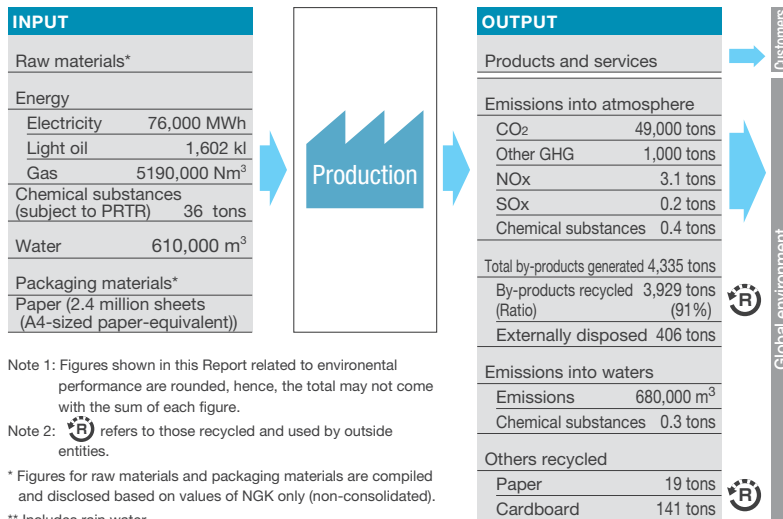 INPUT
Raw materials*
Energy
Electricity 76,000 MWh
Light oil 1,602 kl
Gas 5190,000 Nm³
Chemical substances
(subject to PRTR) 36 tons
Water 610,000 m³
Packaging materials*
Paper (2.4 million sheets
(A4-sized paper-equivalent))
Production
OUTPUT
Products and services
Emissions into atmosphere
CO2 49,000 tons
Other GHG 1,000 tons
NOx 3.1 tons
SOx 0.2 tons
Chemical substances 0.4 tons
Total by-products generated 4,335 tons
By-products recycled 3,929 tons
(Ratio) (91%)
R
Externally disposed 406 tons
Emissions into waters
Emissions 680,000 m³
Chemical substances 0.3 tons
Others recycled
Paper 19 tons
Cardboard 141 tons
R
Customers
Global environment
Note 1: Figures shown in this Report related to environental
performance are rounded, hence, the total may not come
with the sum of each figure.
Note 2: R refers to those recycled and used by outside
entities.
* Figures for raw materials and packaging materials are compiled
and disclosed based on values of NGK only (non-consolidated).
** Includes rain water